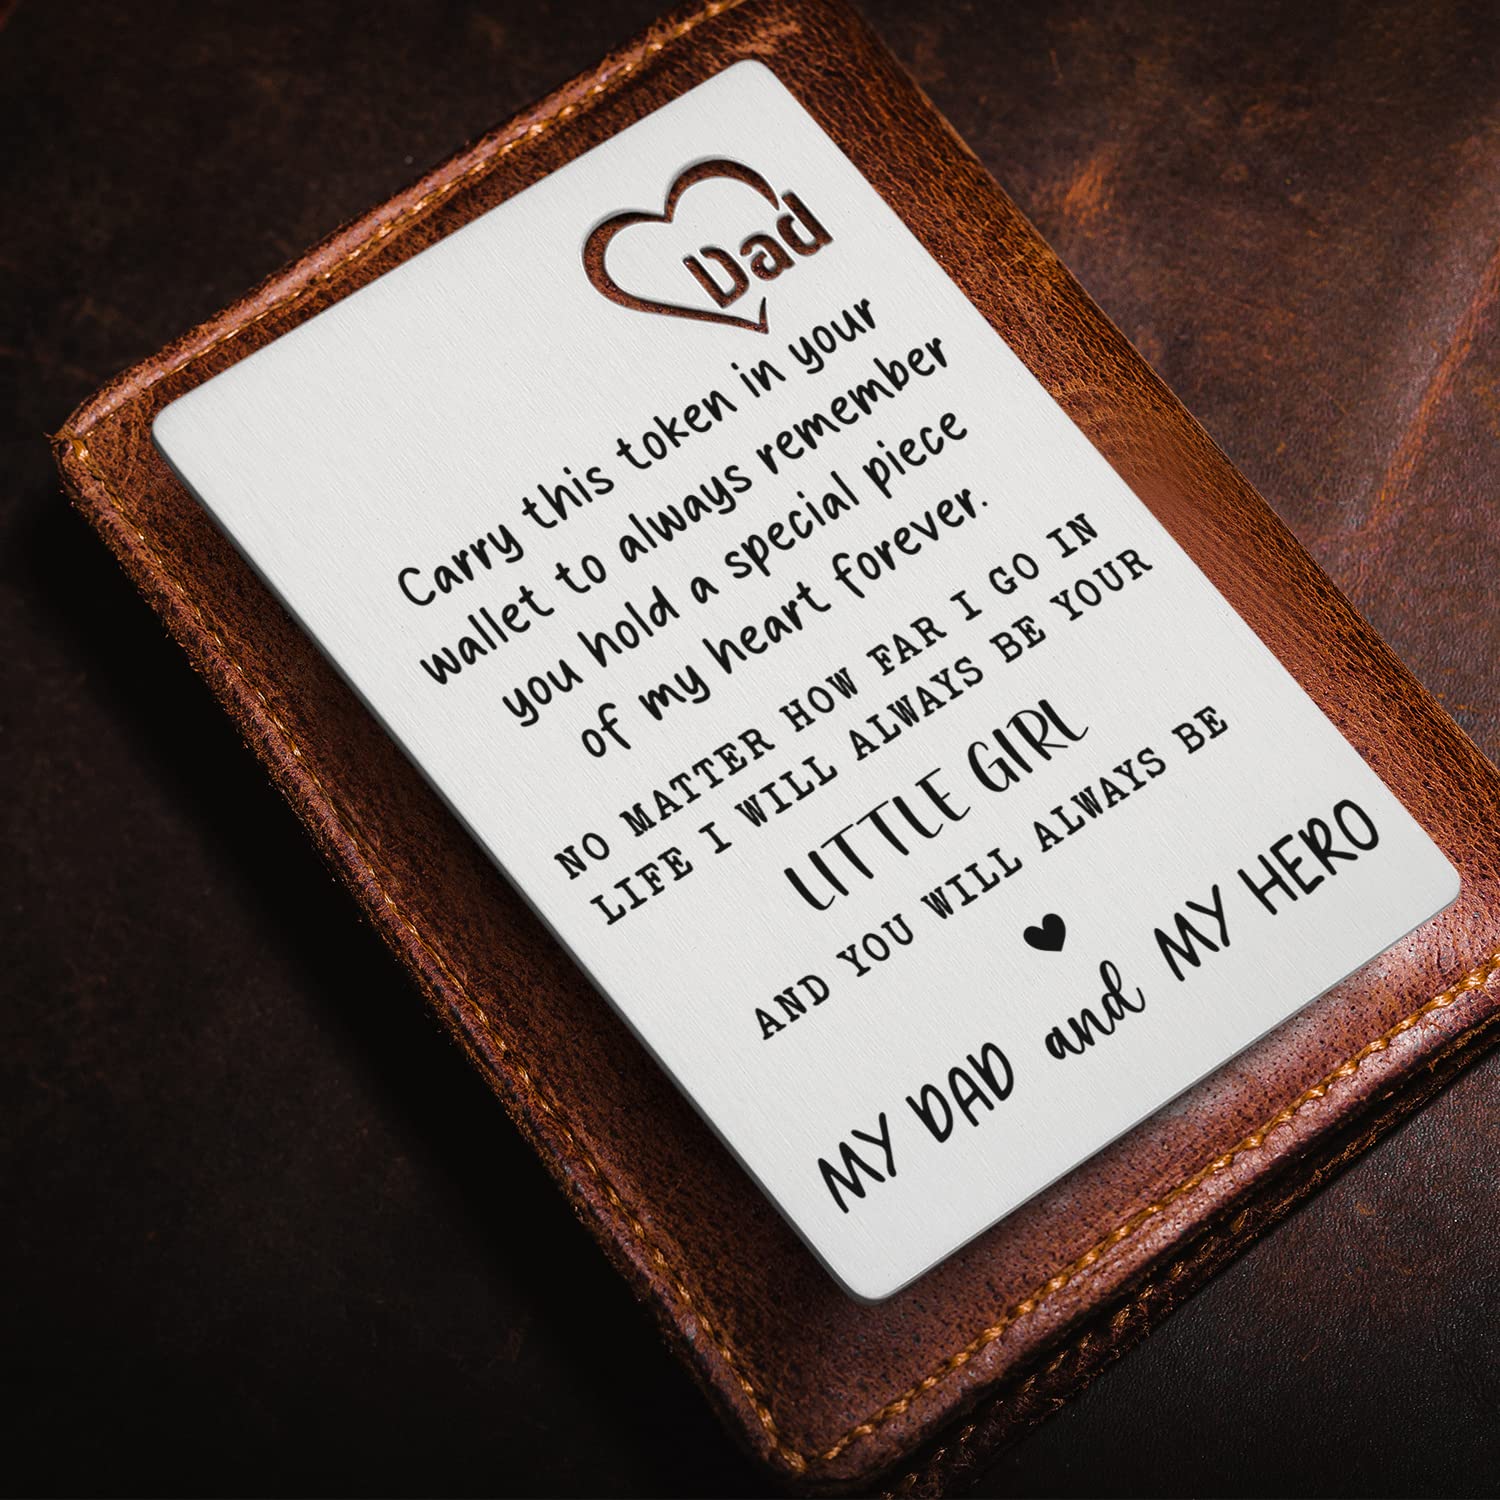 Dad
Carry this token in your
wallet to always remember
you hold a special piece
of my heart forever.
NO MATTER HOW FAR I GO IN
LIFE I WILL ALWAYS BE YOUR
LITTLE GIRL
AND YOU WILL ALWAYS BE
MY DAD and MY HERO